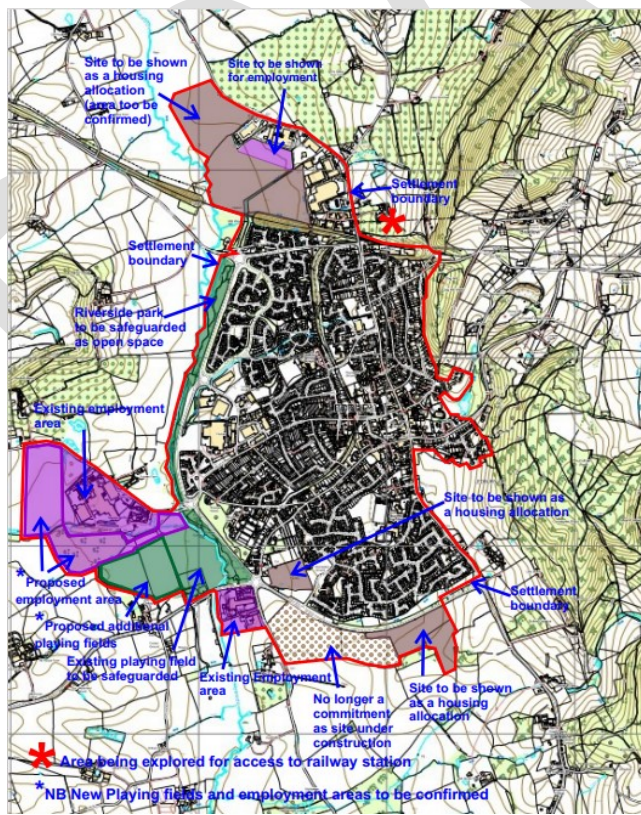 Site to be shown
as a housing
allocation
(area too be
confirmed)
Site to be shown
for employment
Settlement
boundary
Settlement
boundary
Riverside park
to be safeguarded
as open space
Existing employment
area
Site to be shown as
a housing allocation
*Proposed
employment area
*Proposed additional
playing fields
Existing playing field
to be safeguarded
Existing Employment
area
Settlement
boundary
No longer a
commitment
as site under
construction
Site to be shown
as a housing
allocation
* Area being explored for access to railway station
*NB New Playing fields and employment areas to be confirmed